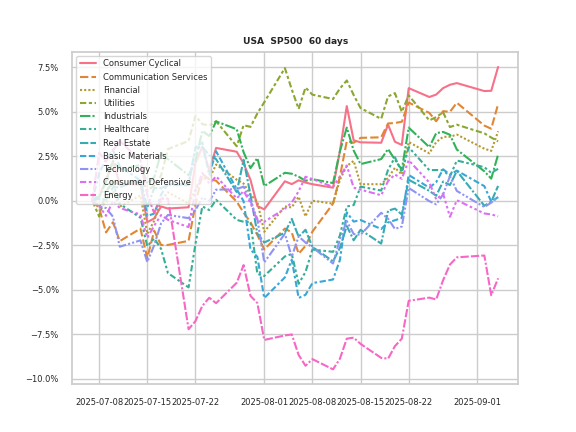 USA  SP500  60 days
7.5%
5.0%
2.5%
0.0%
−2.5%
−5.0%
−7.5%
−10.0%
Consumer Cyclical
Communication Services
Financial
Utilities
Industrials
Healthcare
Real Estate
Basic Materials
Technology
Consumer Defensive
Energy
2025-07-08 2025-07-15 2025-07-22 2025-08-01 2025-08-08 2025-08-15 2025-08-22 2025-09-01